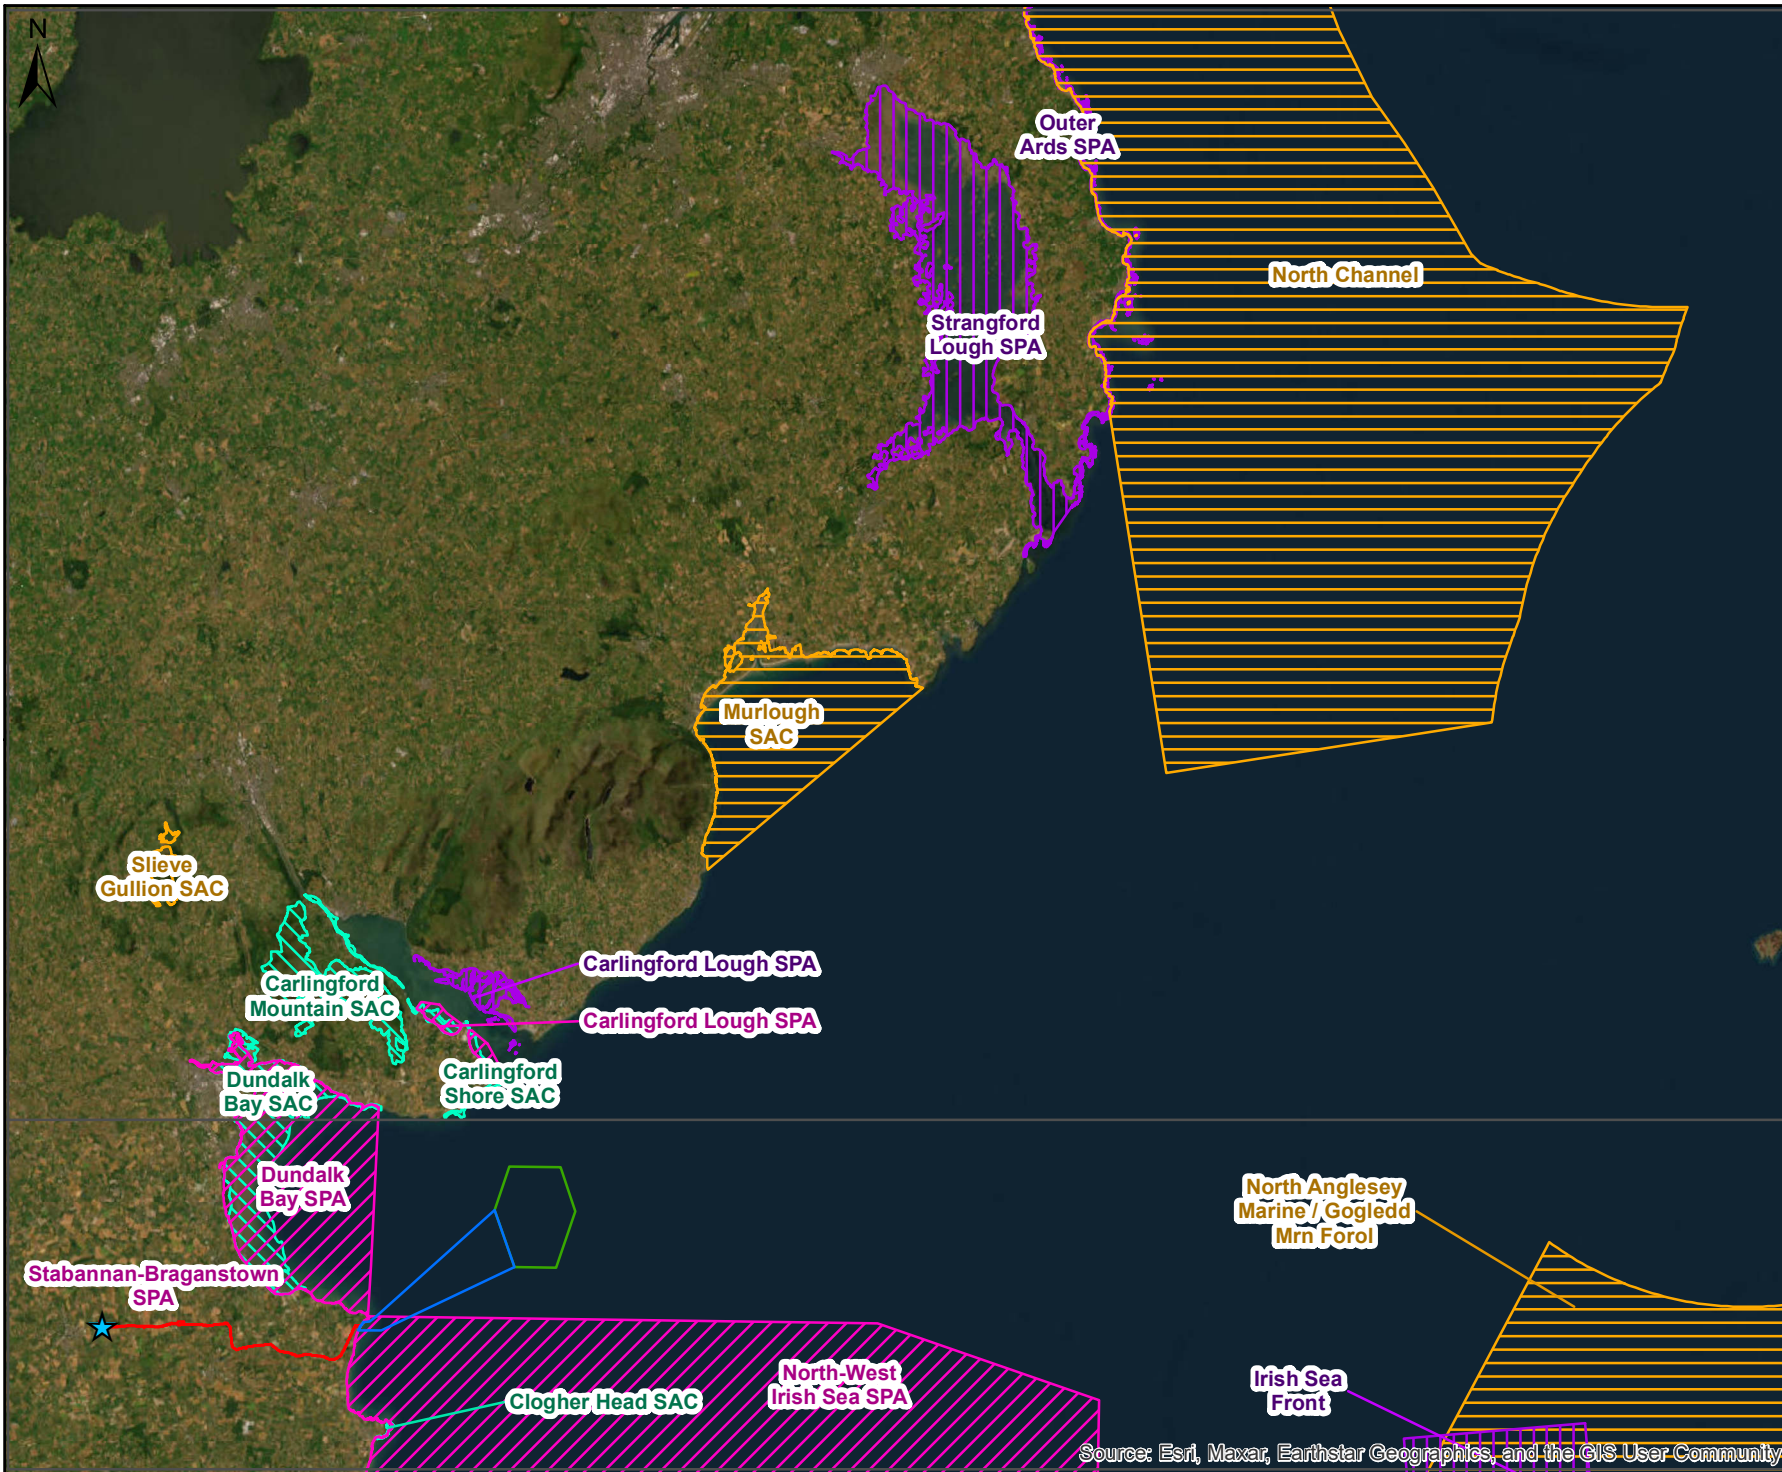 N
Outer
Ards SPA
North Channel
Strangford
Lough SPA
Murlough
SAC
Slieve
Gullion SAC
Carlingford Lough SPA
Carlingford
Mountain SAC
Carlingford Lough SPA
Carlingford
Shore SAC
Dundalk
Bay SAC
Dundalk
Bay SPA
North Anglesey
Marine / Gogledd
Mrn Forol
Stabannan-Braganstown
SPA
North-West
Irish Sea SPA
Irish Sea
Front
Clogher Head SAC
Source: Esri, Maxar, Earthstar Geographics, and the GIS User Community